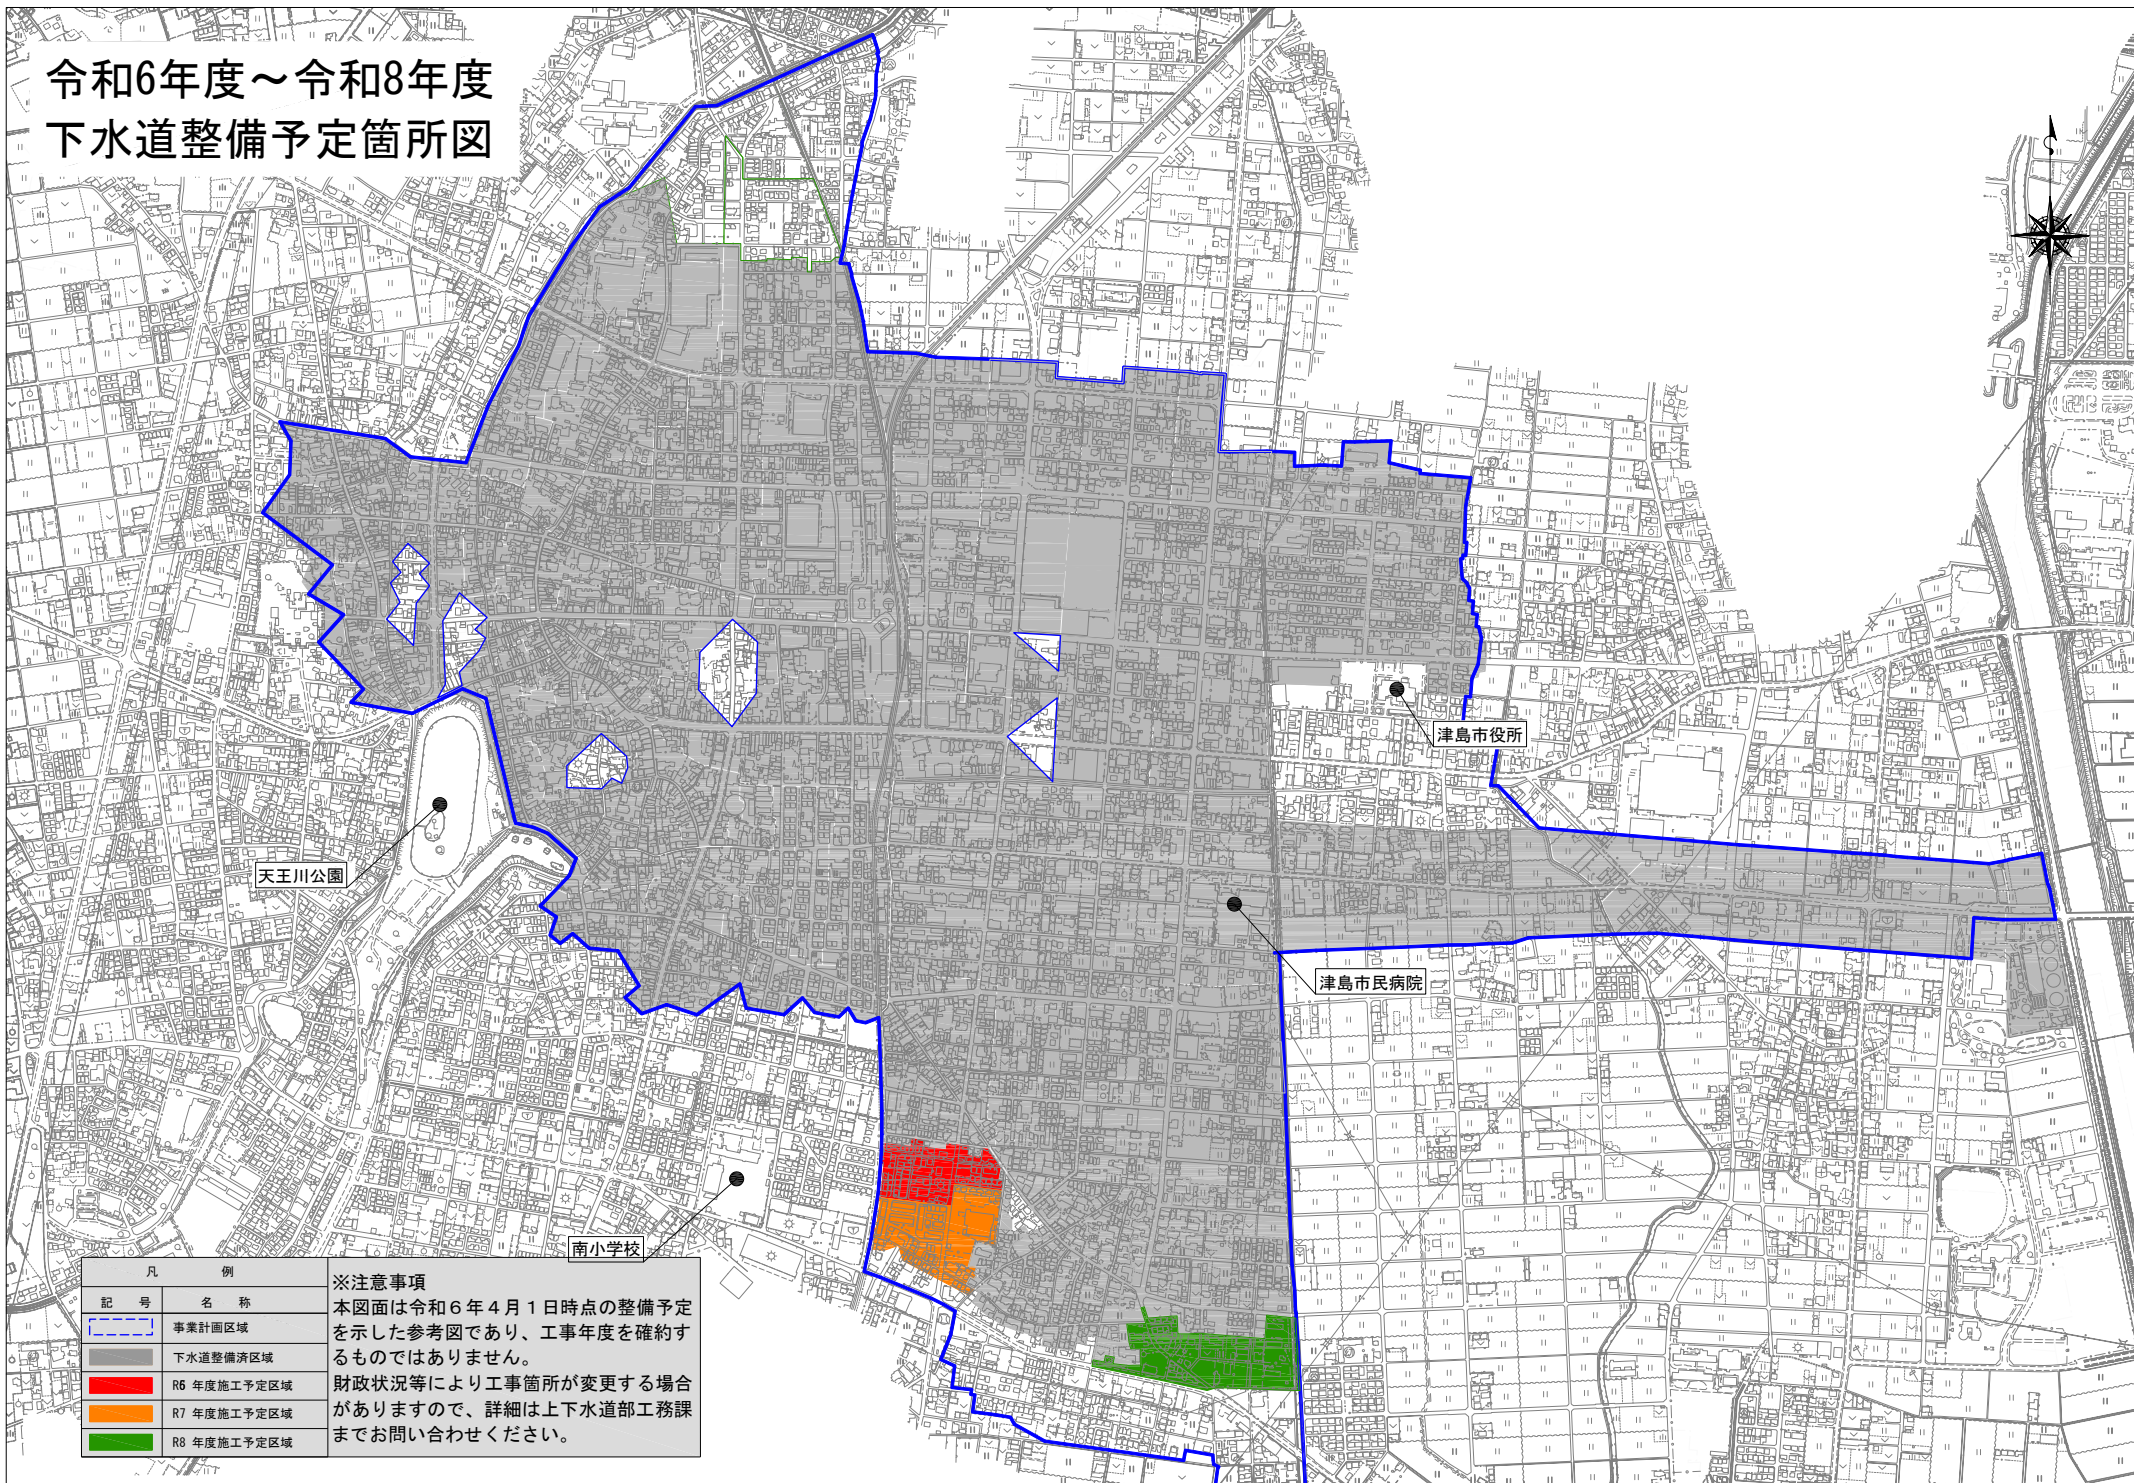 令和6年度～令和8年度
下水道整備予定箇所図
津島市役所
天王川公園
津島市民病院
南小学校
凡 例
記 号 名 称
事業計画区域
下水道整備済区域
R6 年度施工予定区域
R7 年度施工予定区域
R8 年度施工予定区域
※注意事項
本図面は令和６年４月１日時点の整備予定
を示した参考図であり、工事年度を確約す
るものではありません。
財政状況等により工事箇所が変更する場合
がありますので、詳細は上下水道部工務課
までお問い合わせください。